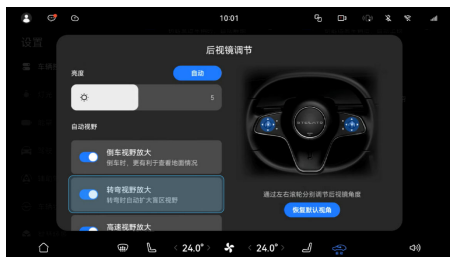 10:01
设置
后视镜调节
亮度
自动
5
自动视野
倒车视野放大
倒车时，更有利于查看地面情况
转弯视野放大
转弯时自动扩大盲区视野
高速视野放大
通过左右滚轮分别调节后视镜角度
恢复默认视角
24.0°
24.0°